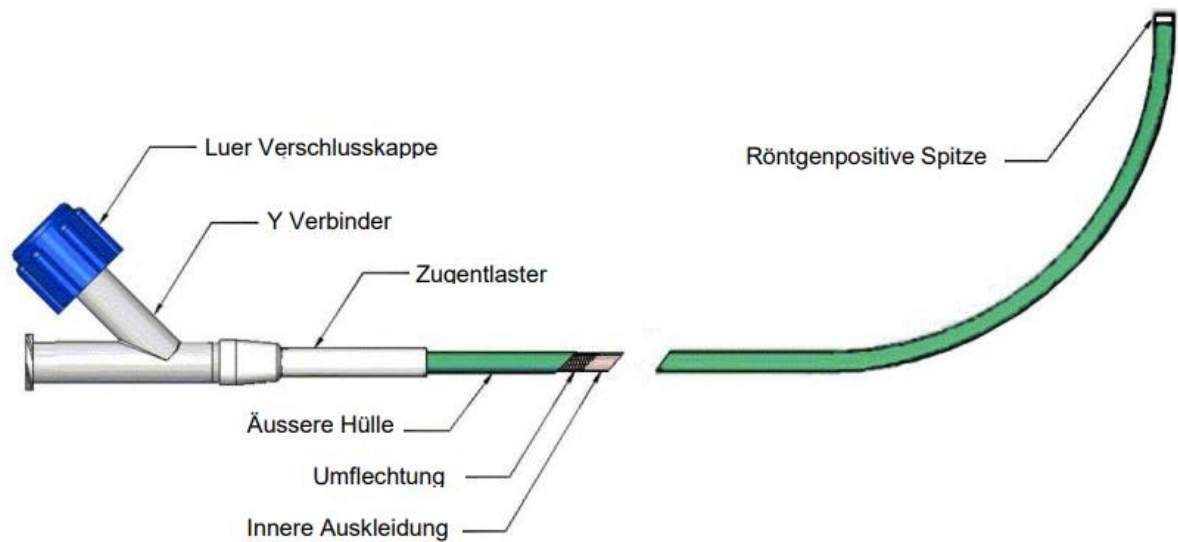 Luer Verschlusskappe
Röntgenpositive Spitze
Y Verbinder
Zugentlaster
Äussere Hülle
Umflechtung
Innere Auskleidung